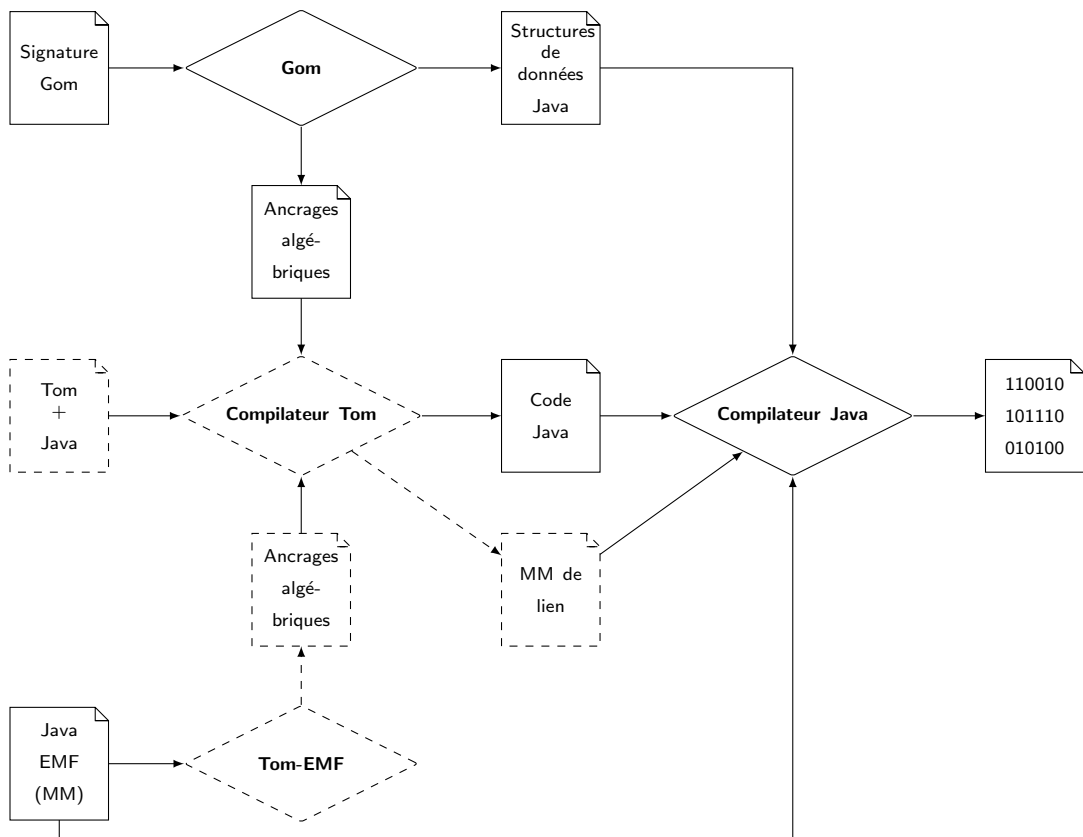 Signature
Gom
Gom
Structures
de
données
Java
Ancrages
algé-
briques
Tom
+
Java
Compilateur Tom
Code
Java
Compilateur Java
110010
101110
010100
Ancrages
algé-
briques
MM de
lien
Java
EMF
(MM)
Tom-EMF